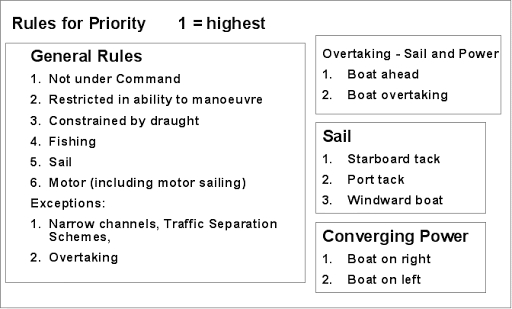 Rules for Priority 1 = highest
General Rules
1. Not under Command
2. Restricted in ability to manoeuvre
3. Constrained by draught
4. Fishing
5. Sail
6. Motor (including motor sailing)
Exceptions:
1. Narrow channels, Traffic Separation
Schemes,
2. Overtaking
Overtaking - Sail and Power
1. Boat ahead
2. Boat overtaking
Sail
1. Starboard tack
2. Port tack
3. Windward boat
Converging Power
1. Boat on right
2. Boat on left